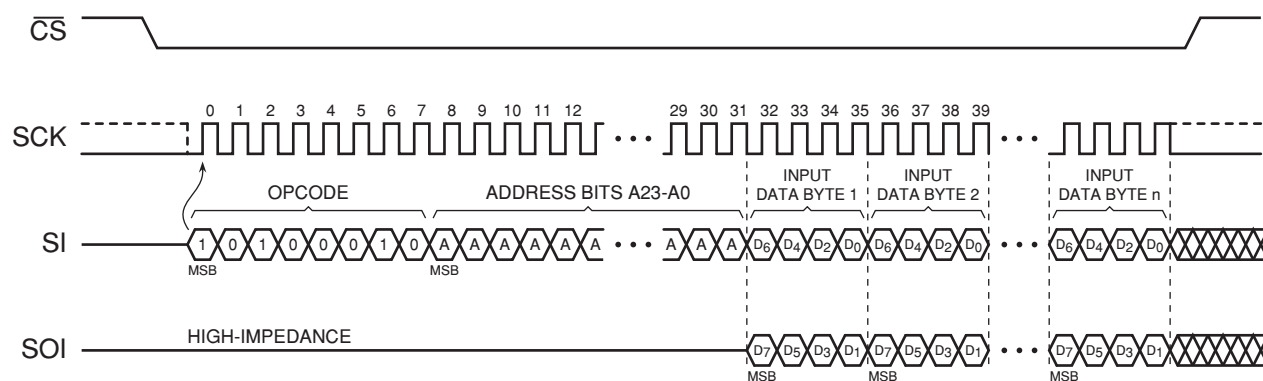 CS
SCK
0 1 2 3 4 5 6 7 8 9 10 11 12 29 30 31 32 33 34 35 36 37 38 39
OPCODE
ADDRESS BITS A23-A0
INPUT
DATA BYTE 1
INPUT
DATA BYTE 2
INPUT
DATA BYTE n
SI
1 0 1 0 0 0 1 0 A A A A A A A A A D6 D4 D2 D0 D6 D4 D2 D0 D6 D4 D2 D0
MSB MSB
HIGH-IMPEDANCE
SOI
D7 D5 D3 D1 D7 D5 D3 D1 D7 D5 D3 D1
MSB MSB MSB